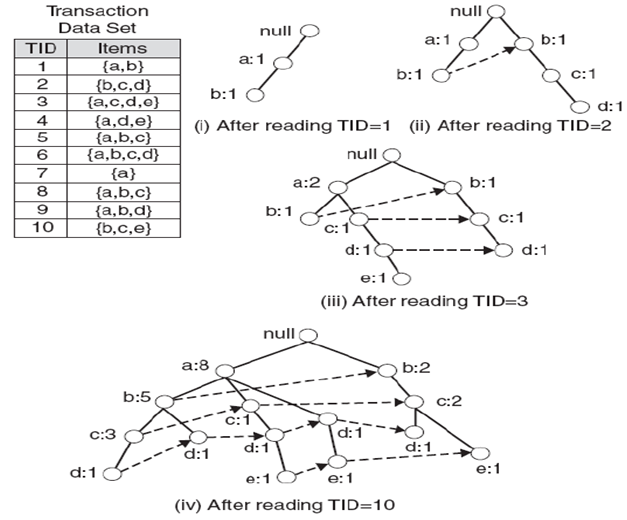 Transaction
Data Set
TID Items
1 {a,b}
2 {b,c,d}
3 {a,c,d,e}
4 {a,d,e}
5 {a,b,c}
6 {a,b,c,d}
7 {a}
8 {a,b,c}
9 {a,b,d}
10 {b,c,e}
null
a:1
b:1
(i) After reading TID=1
null
a:1
b:1
b:1
c:1
d:1
(ii) After reading TID=2
null
a:2
b:1
b:1
c:1
c:1
d:1
d:1
e:1
(iii) After reading TID=3
null
a:8
b:2
b:5
c:2
c:1
c:3
d:1
d:1
d:1
d:1
d:1
e:1
e:1
e:1
(iv) After reading TID=10